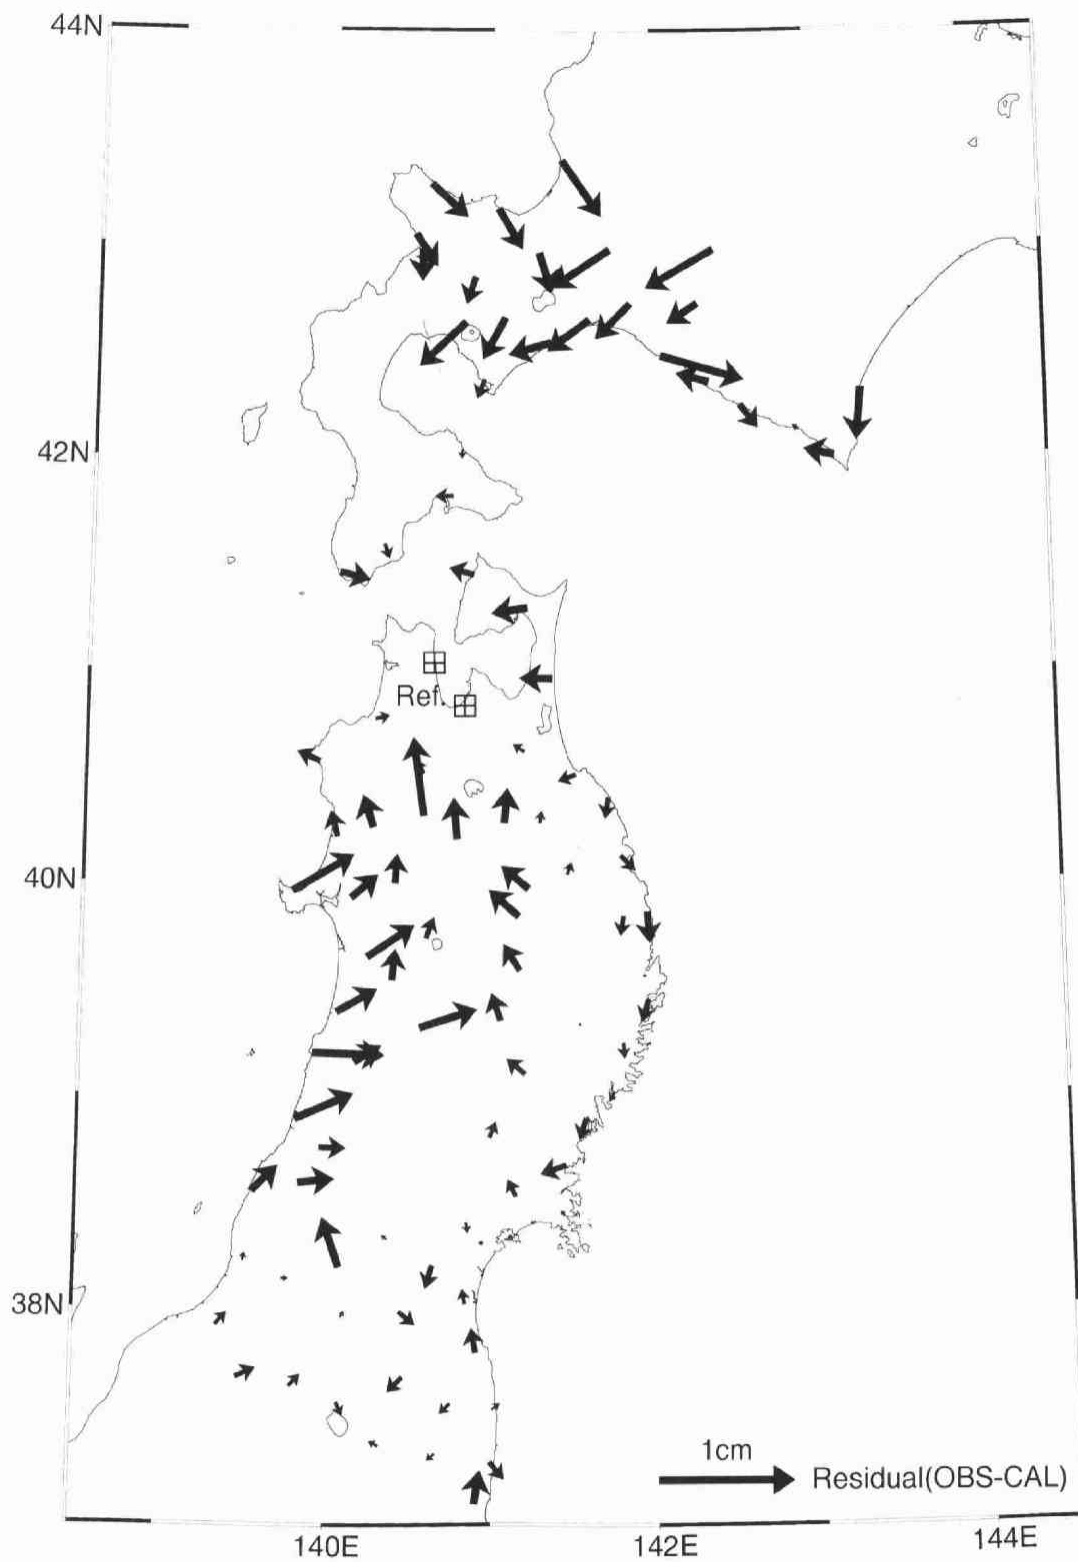 44N
42N
Ref.
40N
38N
1cm
Residual(OBS-CAL)
140E
142E
144E